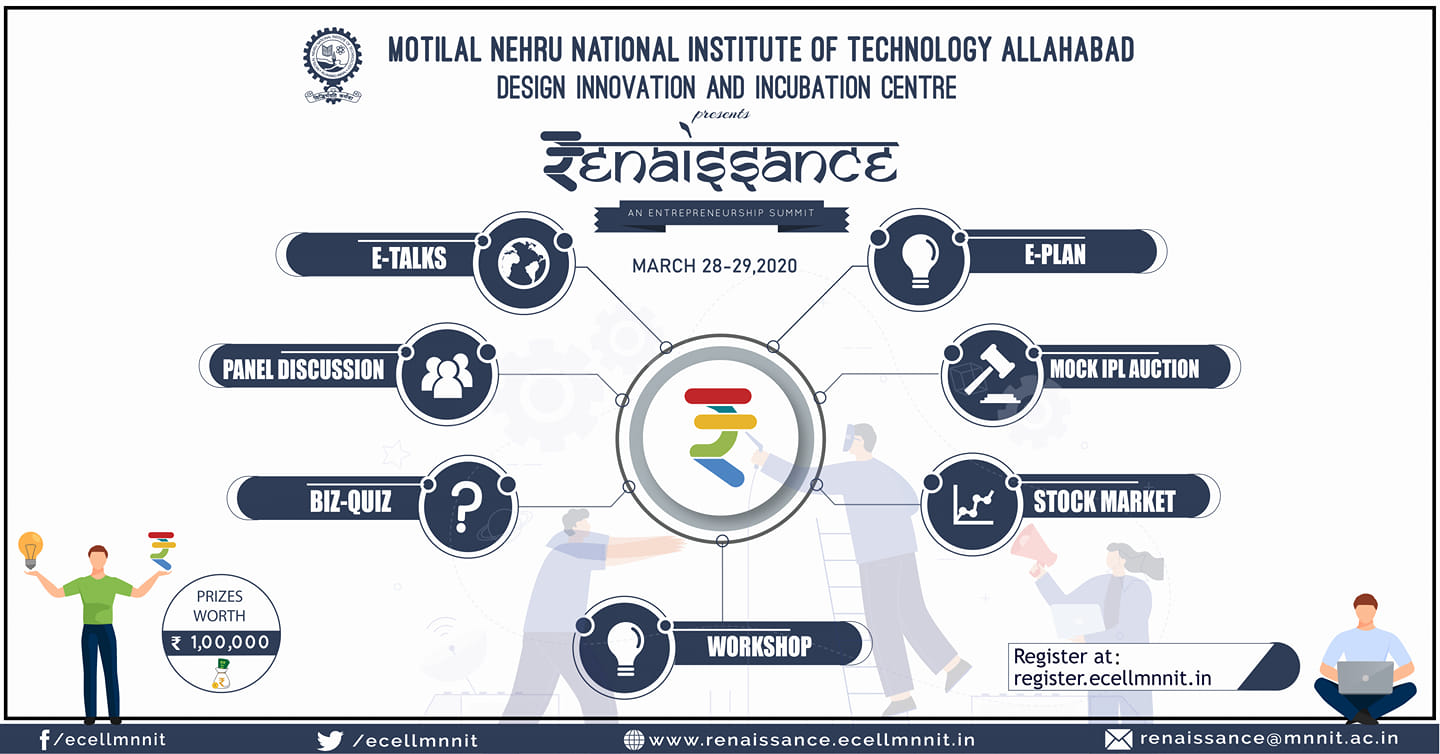 MOTILAL NEHRU NATIONAL INSTITUTE OF TECHNOLOGY ALLAHABAD
DESIGN INNOVATION AND INCUBATION CENTRE
presents
Renaissance
AN ENTREPRENEURSHIP SUMMIT
MARCH 28-29,2020
E-TALKS
E-PLAN
PANEL DISCUSSION
MOCK IPL AUCTION
BIZ-QUIZ
STOCK MARKET
WORKSHOP
PRIZES
WORTH
₹ 1,00,000
₹
Register at:
register.ecellmnnit.in
/ecellmnnit
/ecellmnnit
www.renaissance.ecellmnnit.in
renaissance@mnnit.ac.in